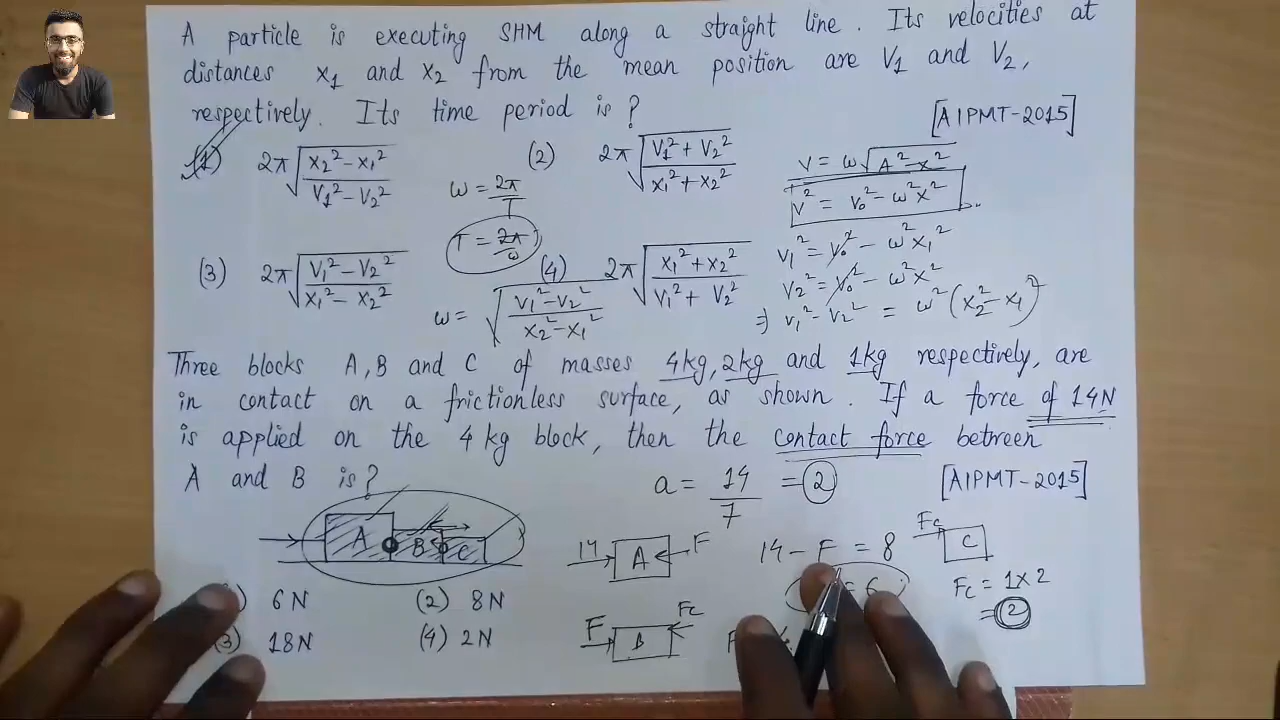 A particle is executing SHM along a straight line. Its velocities at
distances x₁ and x₂ from the mean position are V₁ and V₂,
respectively. Its time period is ?
[AIPMT-2015]
(1) 2π√((x₂²-x₁²)/(V₁²-V₂²))
(2) 2π√((V₁²+V₂²)/(x₁²+x₂²))
ω = 2π/T
T = 2π/ω
V = ω√(A²-x²)
V² = V₀² - ω²x²
(3) 2π√((V₁²-V₂²)/(x₁²-x₂²))
(4) 2π√((x₁²+x₂²)/(V₁²+V₂²))
ω = √((V₁²-V₂²)/(x₂²-x₁²))
V₁² = V₀² - ω²x₁²
V₂² = V₀² - ω²x²
⇒ V₁²-V₂² = ω²(x₂²-x₁²)
Three blocks A, B and C of masses 4kg, 2kg and 1kg respectively, are
in contact on a frictionless surface, as shown. If a force of 14N
is applied on the 4 kg block, then the contact force between
A and B is?
[AIPMT-2015]
a = 14/7 = 2
A B C
14 A F
14 - F = 8
= 6
Fc C
Fc = 1×2
= 2
6N
(2) 8N
(3) 18N
(4) 2N
F B Fc